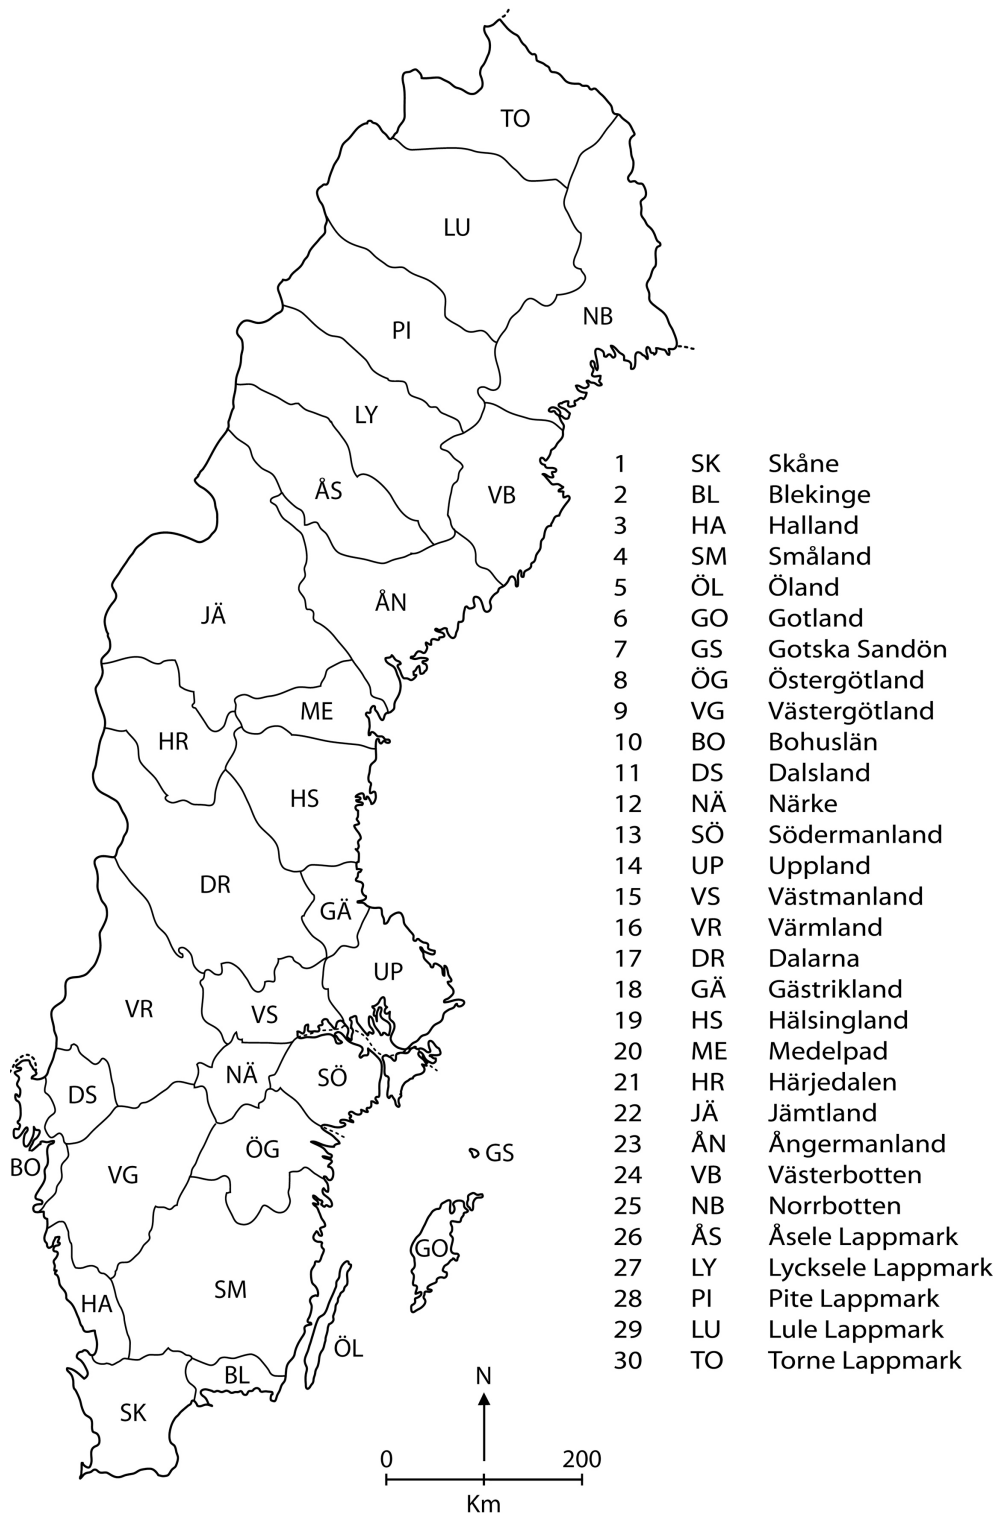 TO
LU
NB
PI
LY
ÅS
VB
ÅN
JÄ
ME
HR
HS
DR
GÄ
UP
VR
VS
NÄ
SÖ
DS
ÖG
BO
VG
GS
GO
SM
HA
ÖL
BL
SK
1 SK Skåne
2 BL Blekinge
3 HA Halland
4 SM Småland
5 ÖL Öland
6 GO Gotland
7 GS Gotska Sandön
8 ÖG Östergötland
9 VG Västergötland
10 BO Bohuslän
11 DS Dalsland
12 NÄ Närke
13 SÖ Södermanland
14 UP Uppland
15 VS Västmanland
16 VR Värmland
17 DR Dalarna
18 GÄ Gästrikland
19 HS Hälsingland
20 ME Medelpad
21 HR Härjedalen
22 JÄ Jämtland
23 ÅN Ångermanland
24 VB Västerbotten
25 NB Norrbotten
26 ÅS Åsele Lappmark
27 LY Lycksele Lappmark
28 PI Pite Lappmark
29 LU Lule Lappmark
30 TO Torne Lappmark
N
0 200
Km